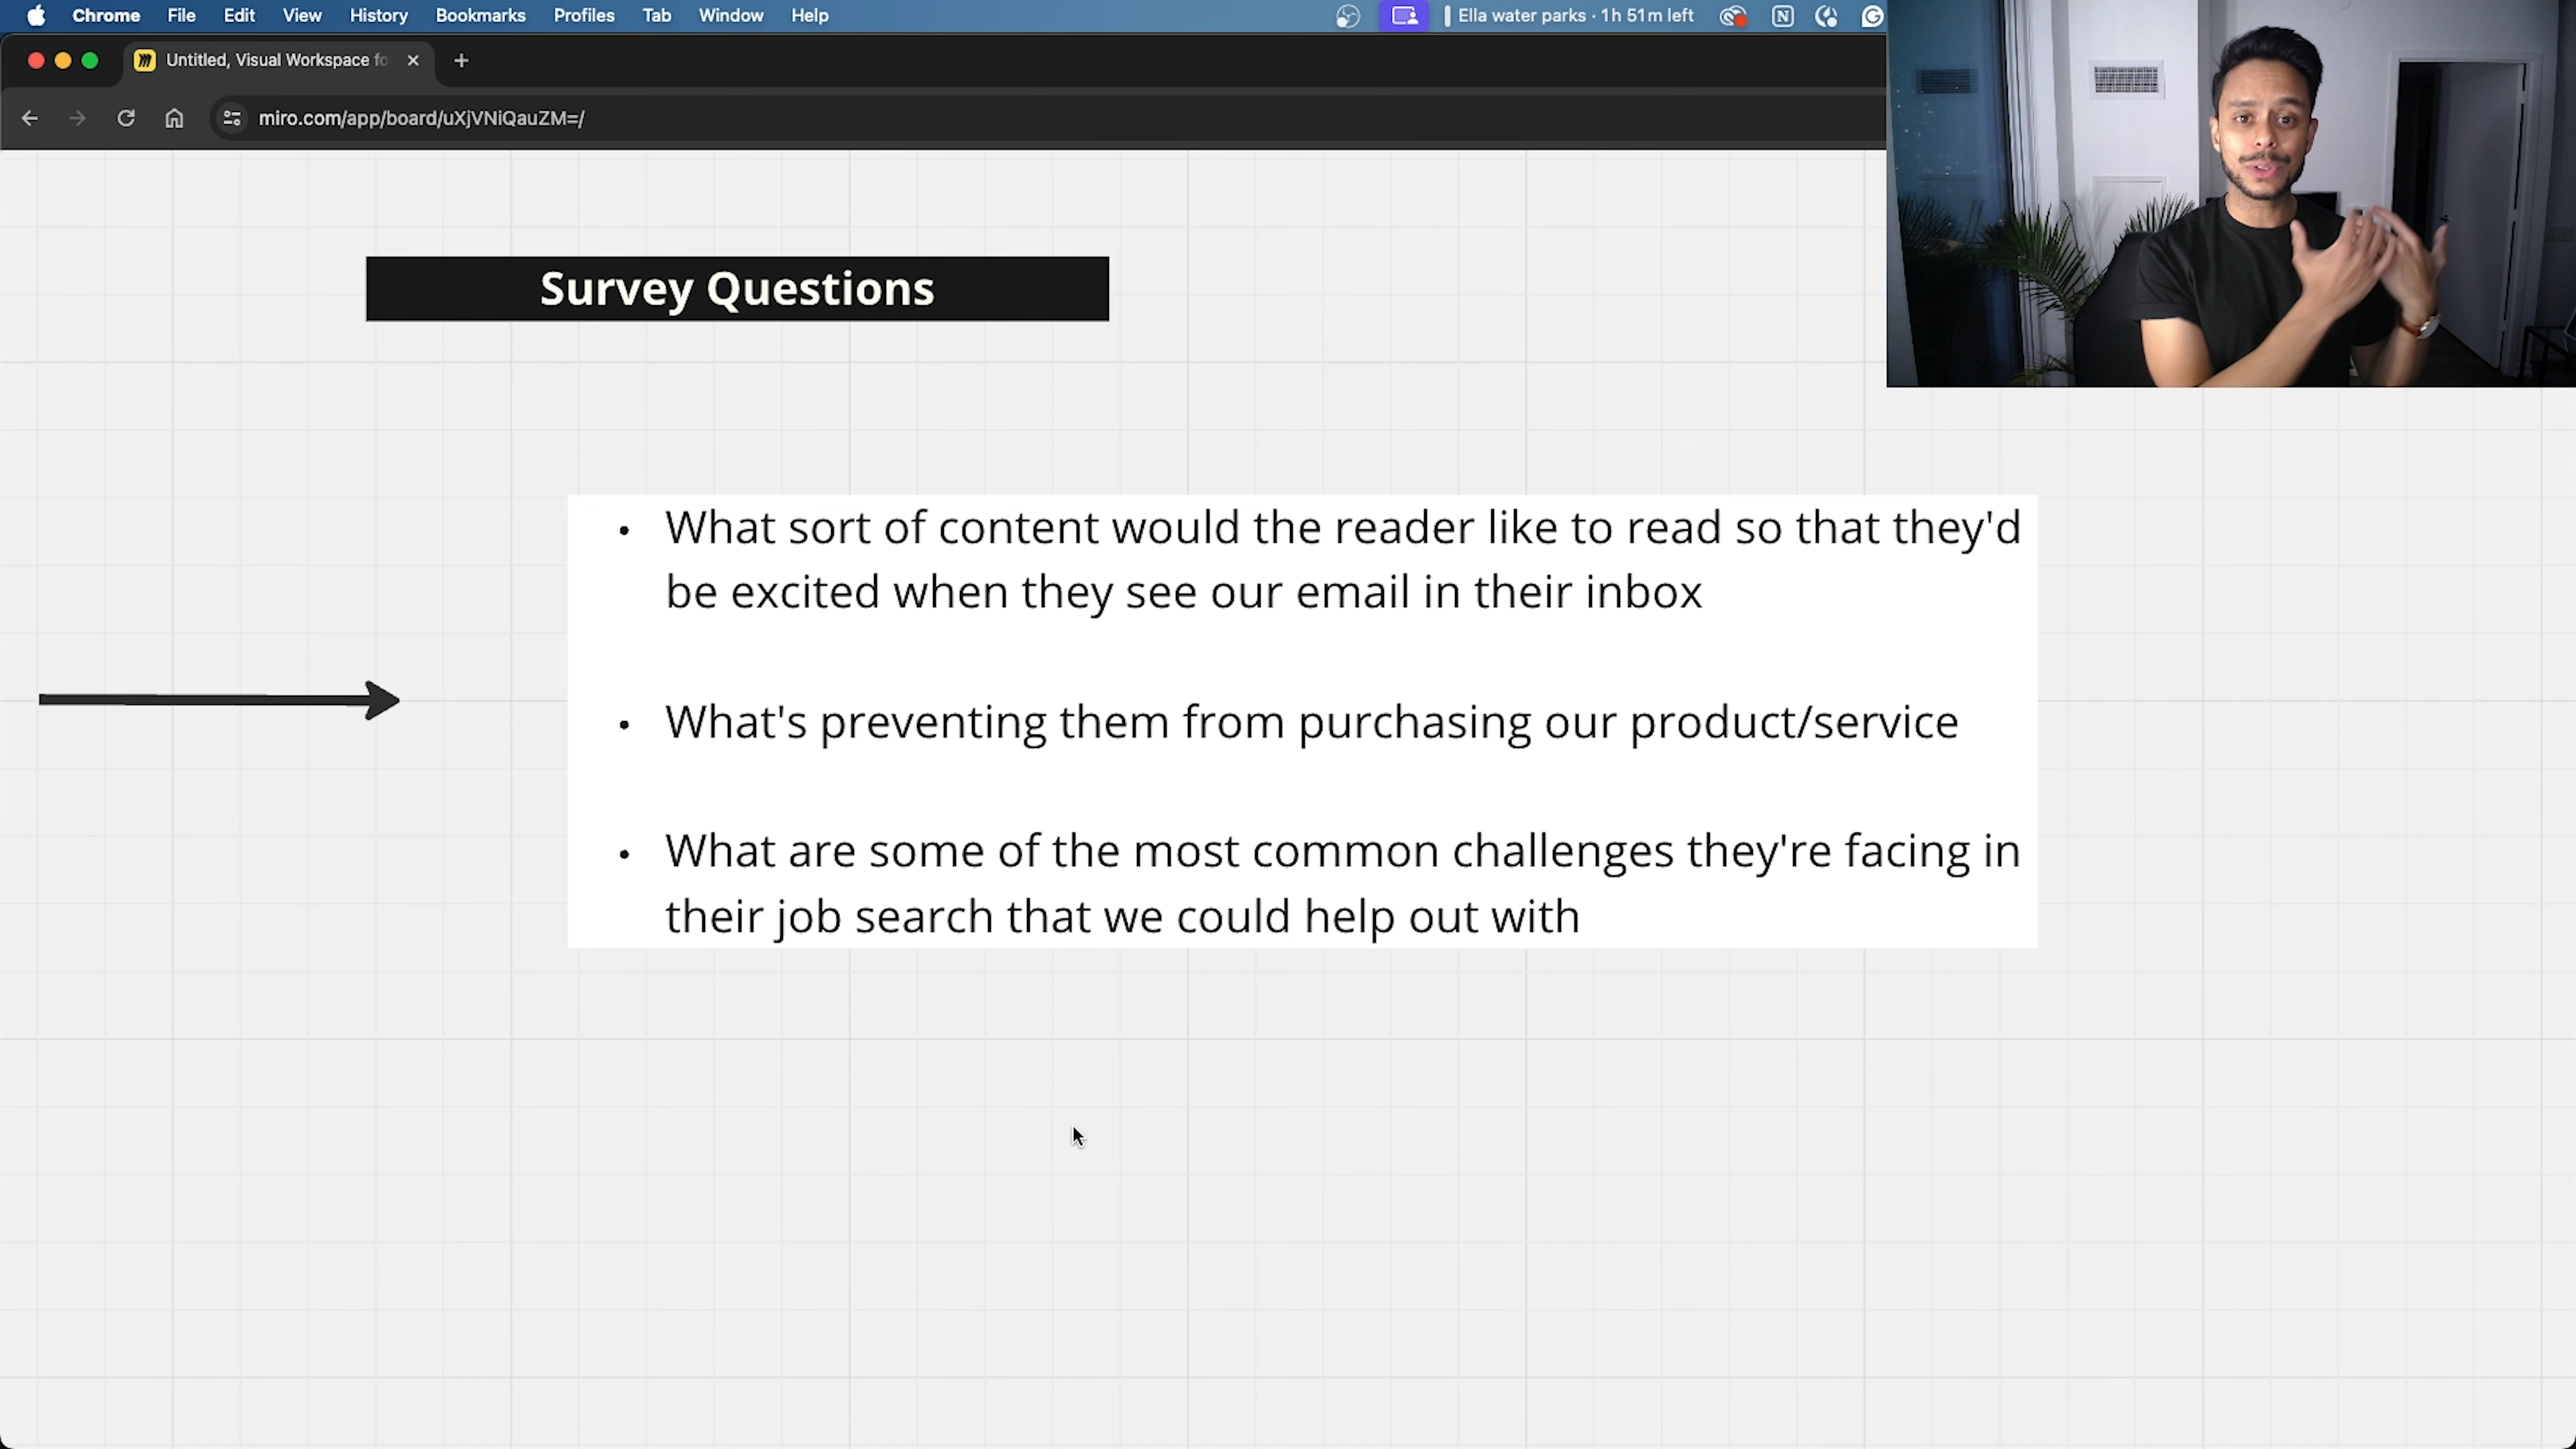 Chrome File Edit View History Bookmarks Profiles Tab Window Help Ella water parks · 1h 51m left
Untitled, Visual Workspace fo
miro.com/app/board/uXjVNiQauZM=/
Survey Questions
• What sort of content would the reader like to read so that they'd
be excited when they see our email in their inbox
• What's preventing them from purchasing our product/service
• What are some of the most common challenges they're facing in
their job search that we could help out with